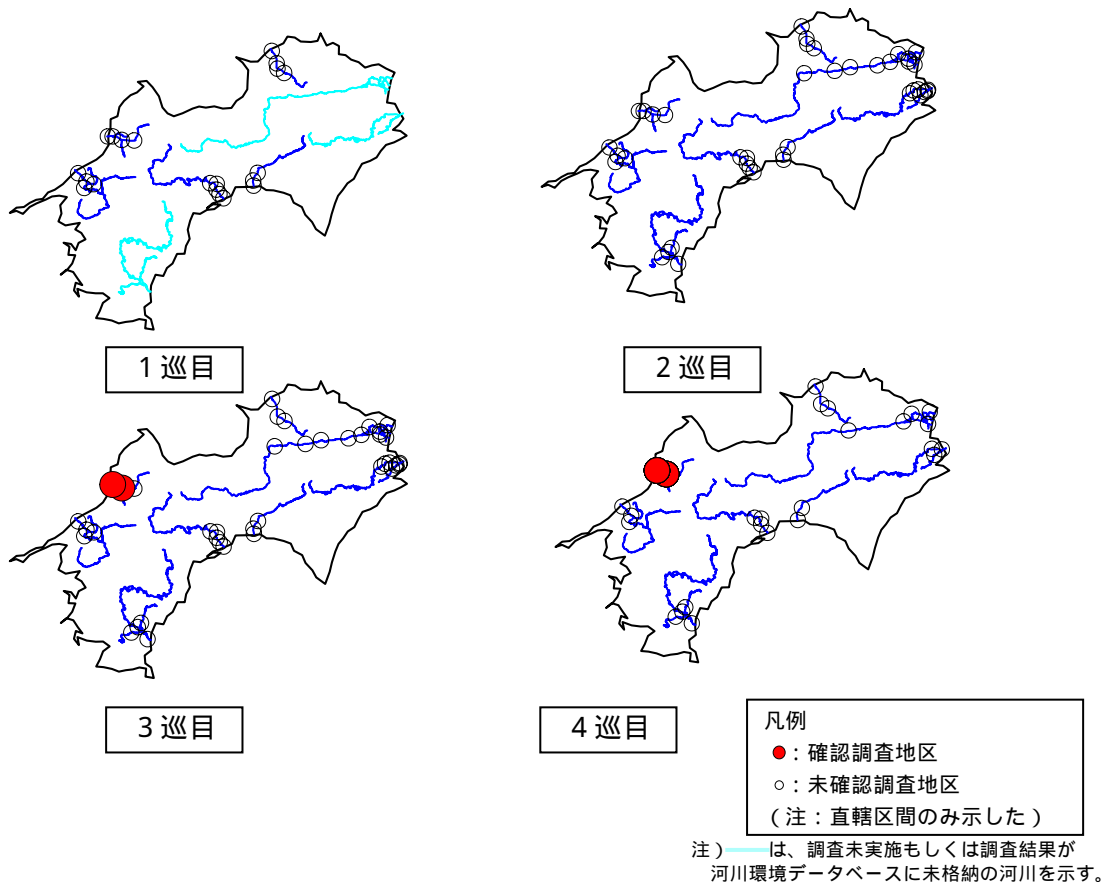 1巡目
2巡目
3巡目
4巡目
凡例
●：確認調査地区
○：未確認調査地区
（注：直轄区間のみ示した）
注）は、調査未実施もしくは調査結果が
河川環境データベースに未格納の河川を示す。